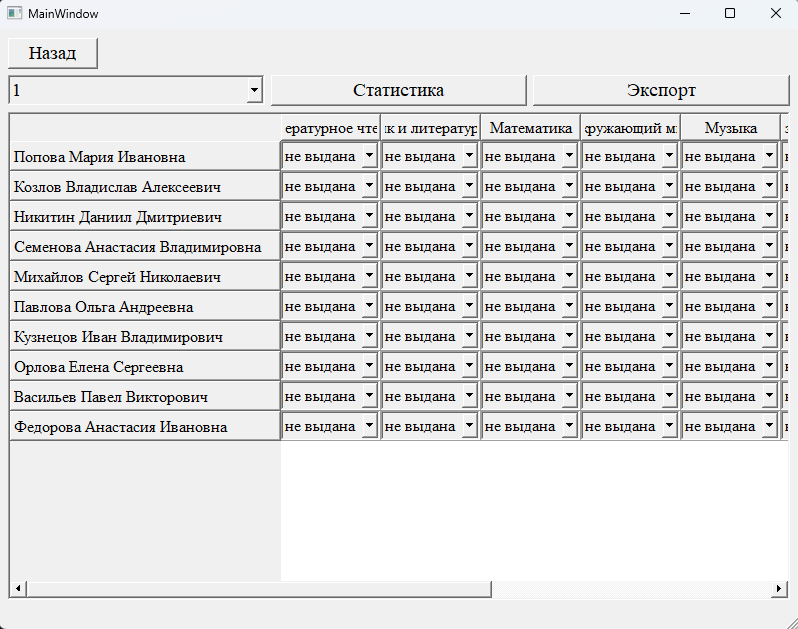 MainWindow
Назад
1 Статистика Экспорт
ературное чте к и литератур Математика ружающий м Музыка
Попова Мария Ивановна не выдана не выдана не выдана не выдана не выдана
Козлов Владислав Алексеевич не выдана не выдана не выдана не выдана не выдана
Никитин Даниил Дмитриевич не выдана не выдана не выдана не выдана не выдана
Семенова Анастасия Владимировна не выдана не выдана не выдана не выдана не выдана
Михайлов Сергей Николаевич не выдана не выдана не выдана не выдана не выдана
Павлова Ольга Андреевна не выдана не выдана не выдана не выдана не выдана
Кузнецов Иван Владимирович не выдана не выдана не выдана не выдана не выдана
Орлова Елена Сергеевна не выдана не выдана не выдана не выдана не выдана
Васильев Павел Викторович не выдана не выдана не выдана не выдана не выдана
Федорова Анастасия Ивановна не выдана не выдана не выдана не выдана не выдана